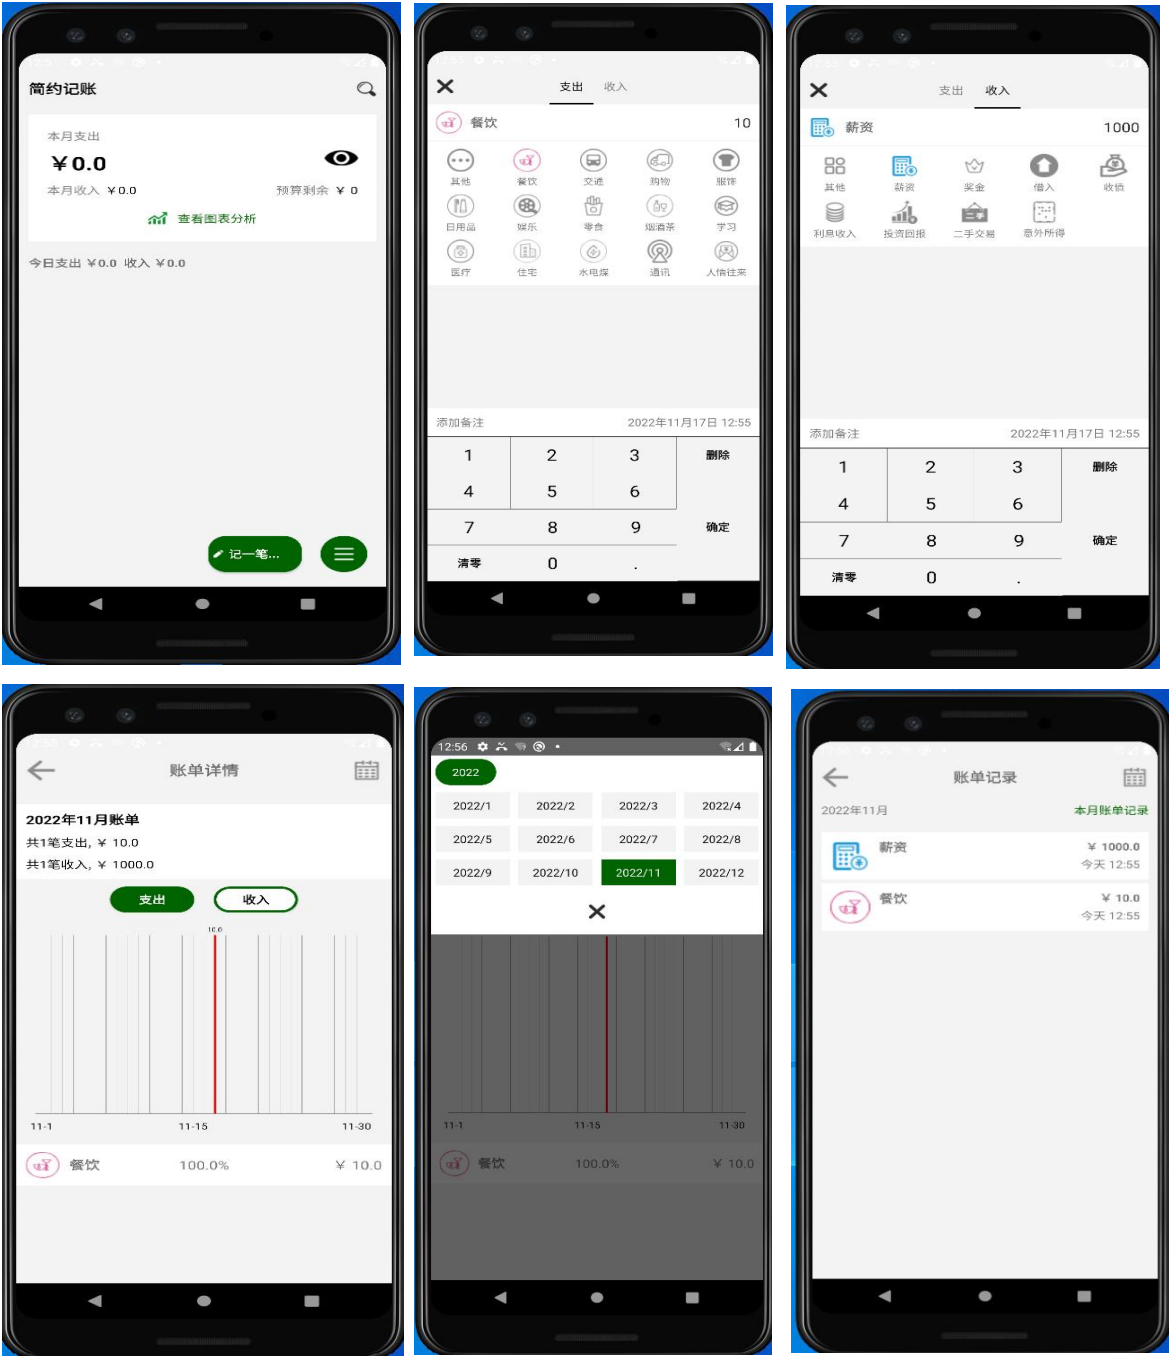 简约记账
本月支出
￥0.0
本月收入 ￥0.0 预算剩余 ￥ 0
查看图表分析
今日支出 ￥0.0 收入 ￥0.0
记一笔...
支出 收入
餐饮 10
其他 餐饮 交通 购物 服饰
日用品 娱乐 零食 烟酒茶 学习
医疗 住宅 水电煤 通讯 人情往来
添加备注 2022年11月17日 12:55
1 2 3 删除
4 5 6
7 8 9 确定
清零 0 .
支出 收入
薪资 1000
其他 薪资 奖金 借入 收债
利息收入 投资回报 二手交易 意外所得
添加备注 2022年11月17日 12:55
1 2 3 删除
4 5 6
7 8 9 确定
清零 0 .
账单详情
2022年11月账单
共1笔支出, ￥ 10.0
共1笔收入, ￥ 1000.0
支出 收入
10.0
11-1 11-15 11-30
餐饮 100.0% ￥ 10.0
12:56
2022
2022/1 2022/2 2022/3 2022/4
2022/5 2022/6 2022/7 2022/8
2022/9 2022/10 2022/11 2022/12
11-1 11-15 11-30
餐饮 100.0% ￥ 10.0
账单记录
2022年11月 本月账单记录
薪资 ￥ 1000.0
今天 12:55
餐饮 ￥ 10.0
今天 12:55